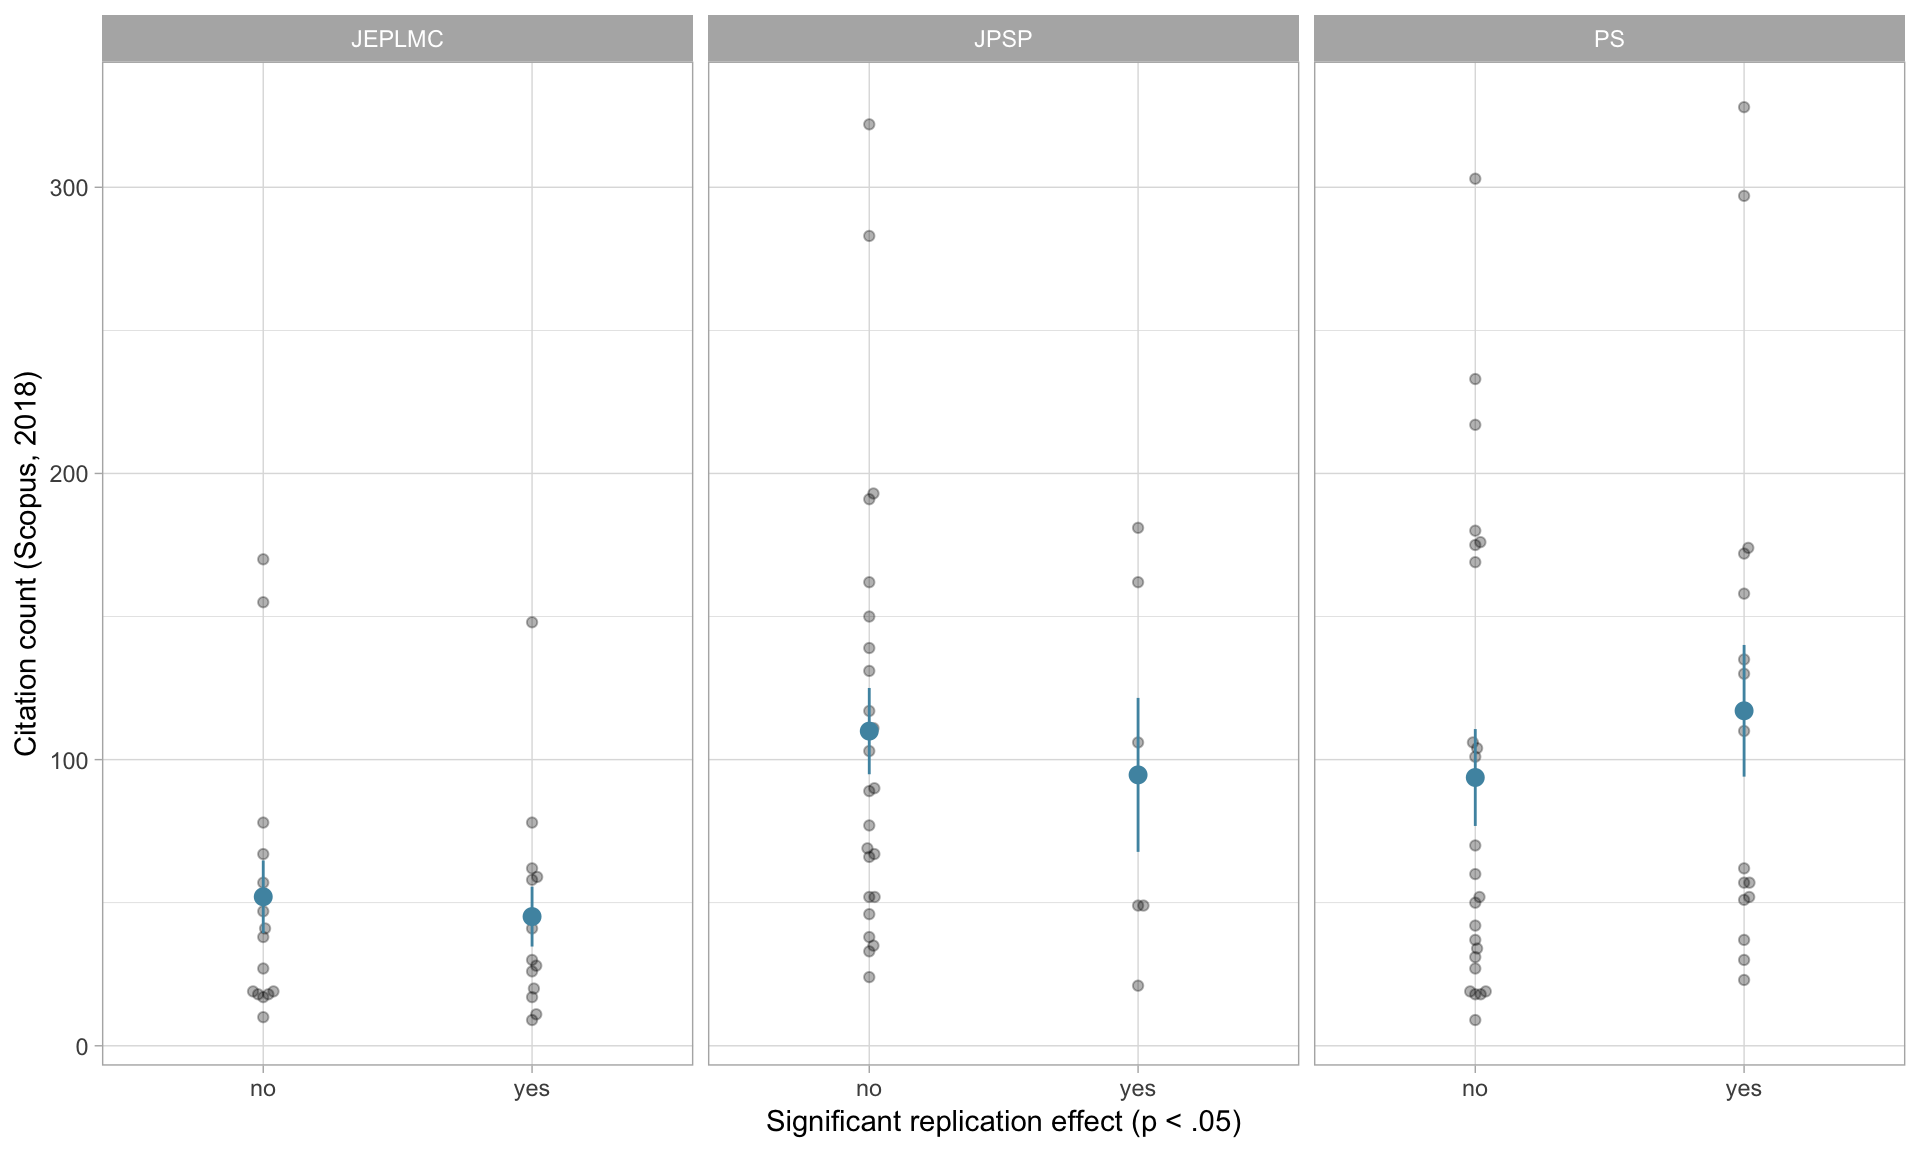 JEPLMC
JPSP
PS
Citation count (Scopus, 2018)
300
200
100
0
no
yes
no
yes
no
yes
Significant replication effect (p < .05)